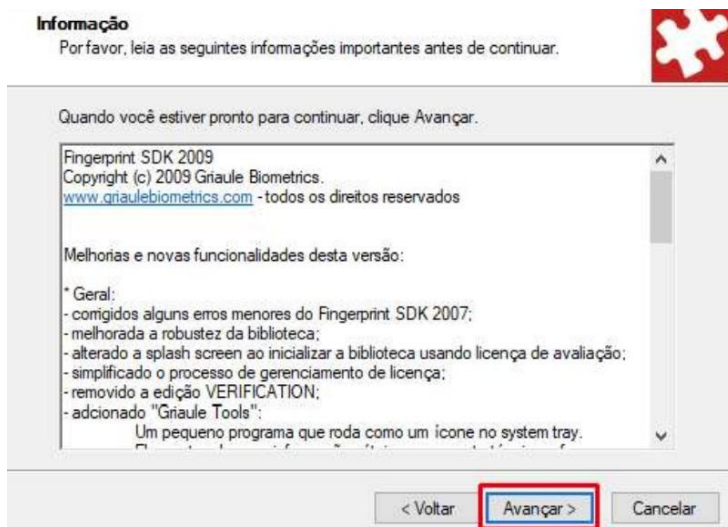 Informação
Por favor, leia as seguintes informações importantes antes de continuar.
Quando você estiver pronto para continuar, clique Avançar.
Fingerprint SDK 2009
Copyright (c) 2009 Griaule Biometrics.
www.griaulebiometrics.com - todos os direitos reservados
Melhorias e novas funcionalidades desta versão:
* Geral:
- corrigidos alguns erros menores do Fingerprint SDK 2007;
- melhorada a robustez da biblioteca;
- alterado a splash screen ao inicializar a biblioteca usando licença de avaliação;
- simplificado o processo de gerenciamento de licença;
- removido a edição VERIFICATION;
- adcionado "Griaule Tools":
Um pequeno programa que roda como um ícone no system tray.
< Voltar
Avançar >
Cancelar